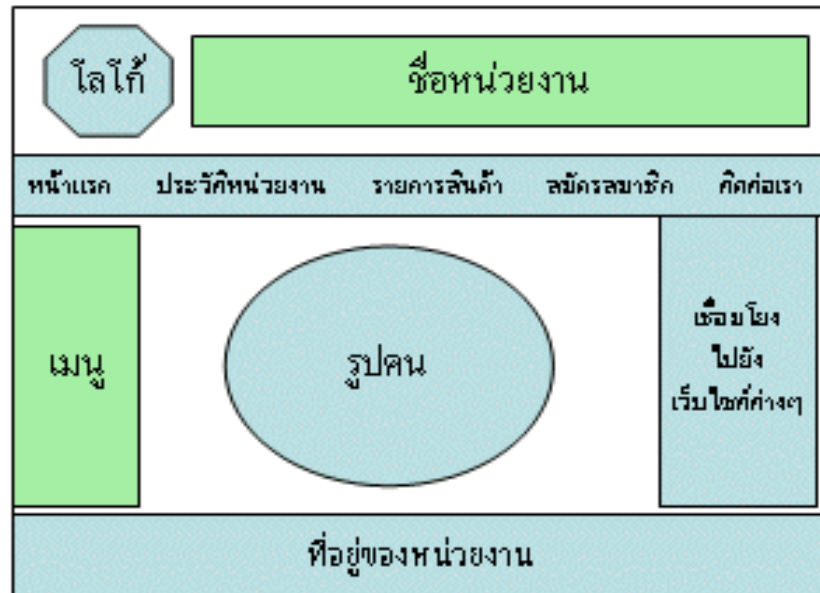 โลโก้
ชื่อหน่วยงาน
หน้าแรก ประวัติหน่วยงาน รายการสินค้า สมัครสมาชิก ติดต่อเรา
เมนู
รูปคน
เชื่อมโยง
ไปยัง
เว็บไซต์ต่างๆ
ที่อยู่ของหน่วยงาน